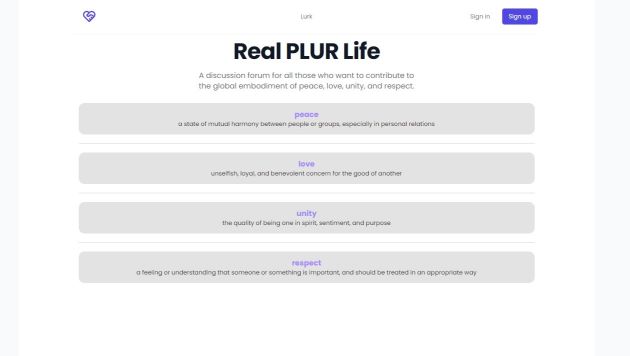 Lurk
Sign in
Sign up
Real PLUR Life
A discussion forum for all those who want to contribute to
the global embodiment of peace, love, unity, and respect.
peace
a state of mutual harmony between people or groups, especially in personal relations
love
unselfish, loyal, and benevolent concern for the good of another
unity
the quality of being one in spirit, sentiment, and purpose
respect
a feeling or understanding that someone or something is important, and should be treated in an appropriate way